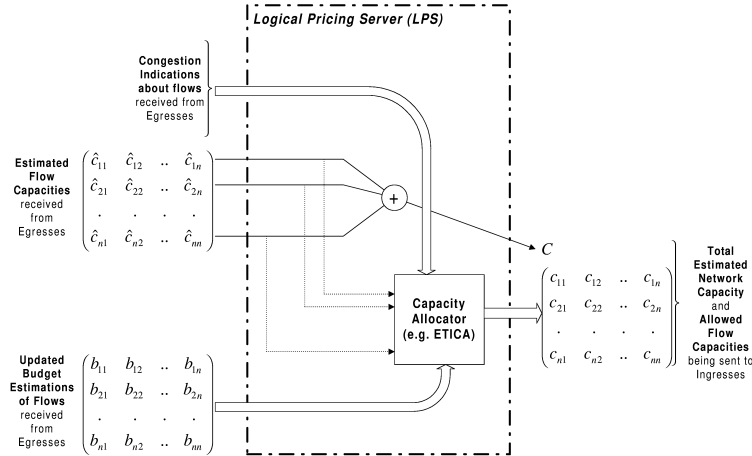 Logical Pricing Server (LPS)
Congestion
Indications
about flows
received from
Egresses
Estimated
Flow
Capacities
received
from
Egresses
ĉ11 ĉ12 .. ĉ1n
ĉ21 ĉ22 .. ĉ2n
. . . .
ĉn1 ĉn2 .. ĉnn
+
C
Capacity
Allocator
(e.g. ETICA)
c11 c12 .. c1n
c21 c22 .. c2n
. . . .
cn1 cn2 .. cnn
Total
Estimated
Network
Capacity
and
Allowed
Flow
Capacities
being sent to
Ingresses
Updated
Budget
Estimations
of Flows
received
from
Egresses
b11 b12 .. b1n
b21 b22 .. b2n
. . . .
bn1 bn2 .. bnn